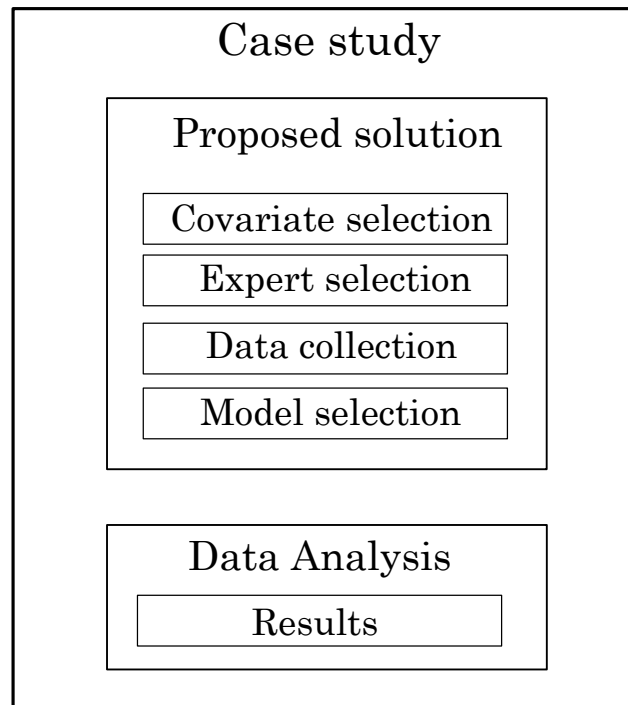 Case study
Proposed solution
Covariate selection
Expert selection
Data collection
Model selection
Data Analysis
Results